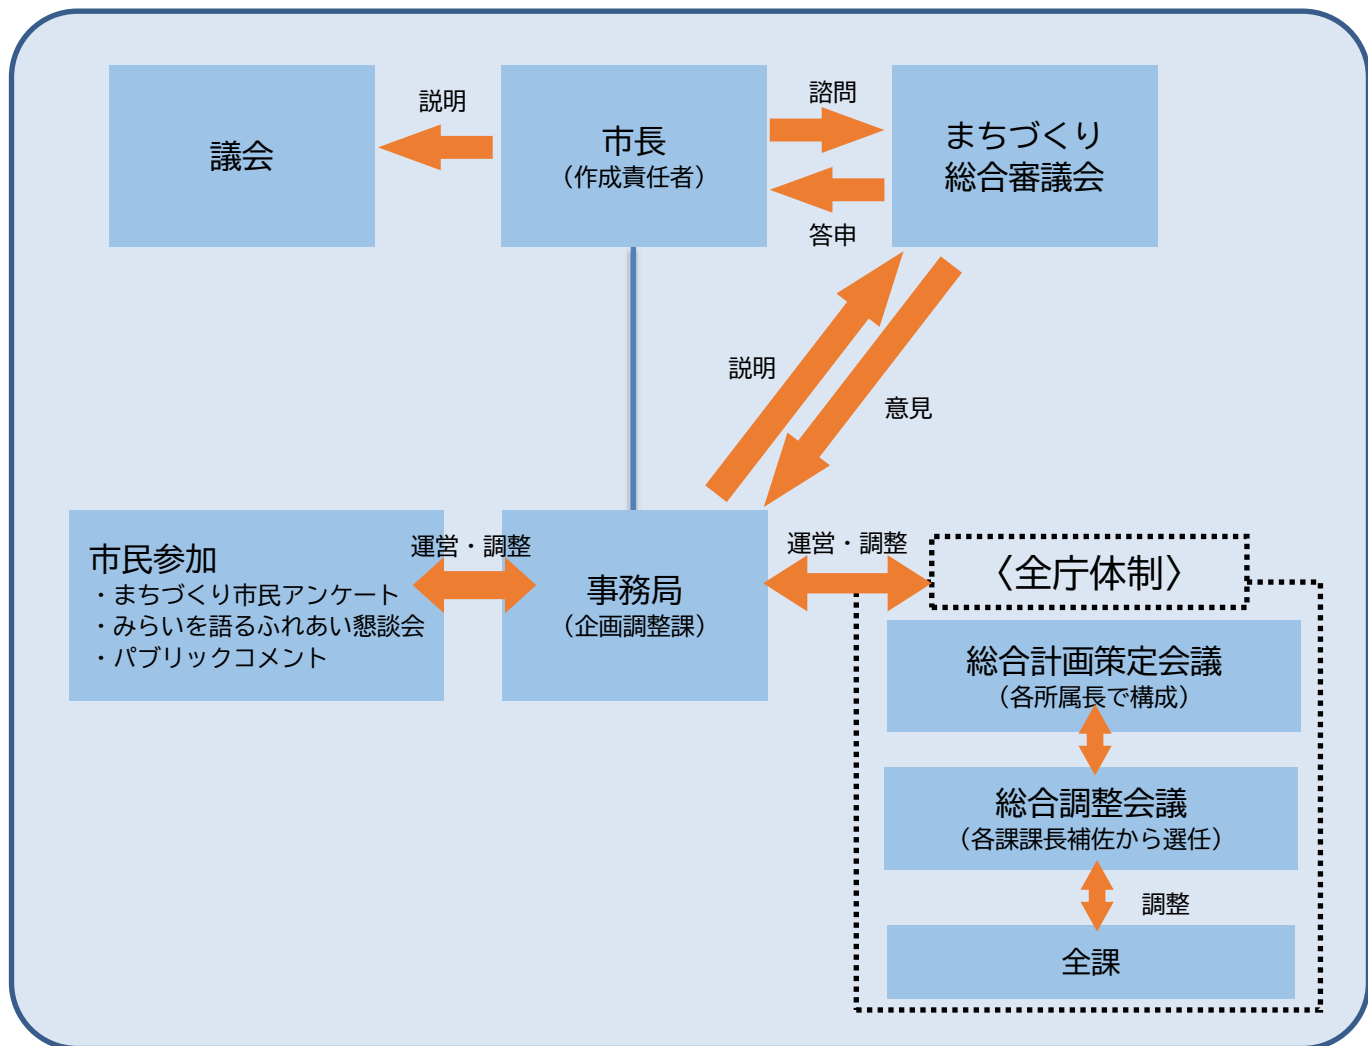 議会
説明
市長
（作成責任者）
諮問
答申
まちづくり
総合審議会
説明
意見
市民参加
・まちづくり市民アンケート
・みらいを語るふれあい懇談会
・パブリックコメント
運営・調整
事務局
（企画調整課）
運営・調整
〈全庁体制〉
総合計画策定会議
（各所属長で構成）
総合調整会議
（各課課長補佐から選任）
調整
全課